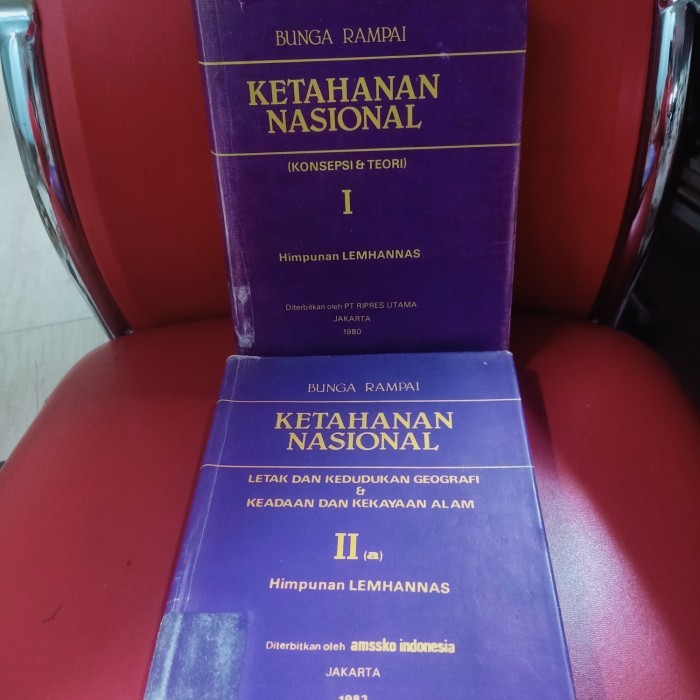 BUNGA RAMPAI
KETAHANAN
NASIONAL
(KONSEPSI & TEORI)
I
Himpunan LEMHANNAS
Diterbitkan oleh PT RIPRES UTAMA
JAKARTA
1980
BUNGA RAMPAI
KETAHANAN
NASIONAL
LETAK DAN KEDUDUKAN GEOGRAFI
&
KEADAAN DAN KEKAYAAN ALAM
II (a)
Himpunan LEMHANNAS
Diterbitkan oleh amssko indonesia
JAKARTA